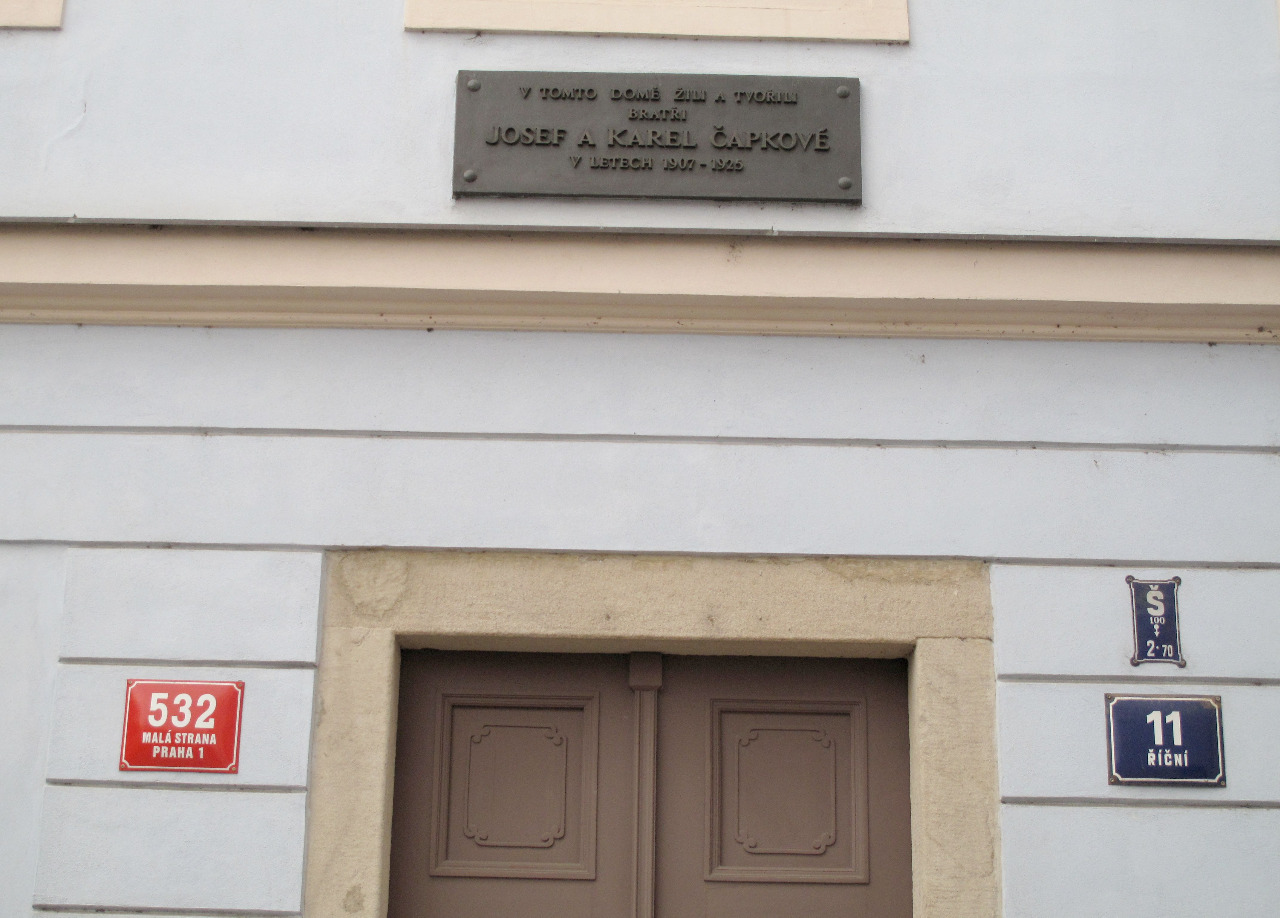 V TOMTO DOMĚ ŽILI A TVOŘILI
BRATŘI
JOSEF A KAREL ČAPKOVÉ
V LETECH 1907 - 1925
532
MALÁ STRANA
PRAHA 1
Š
100
2·70
11
ŘÍČNÍ